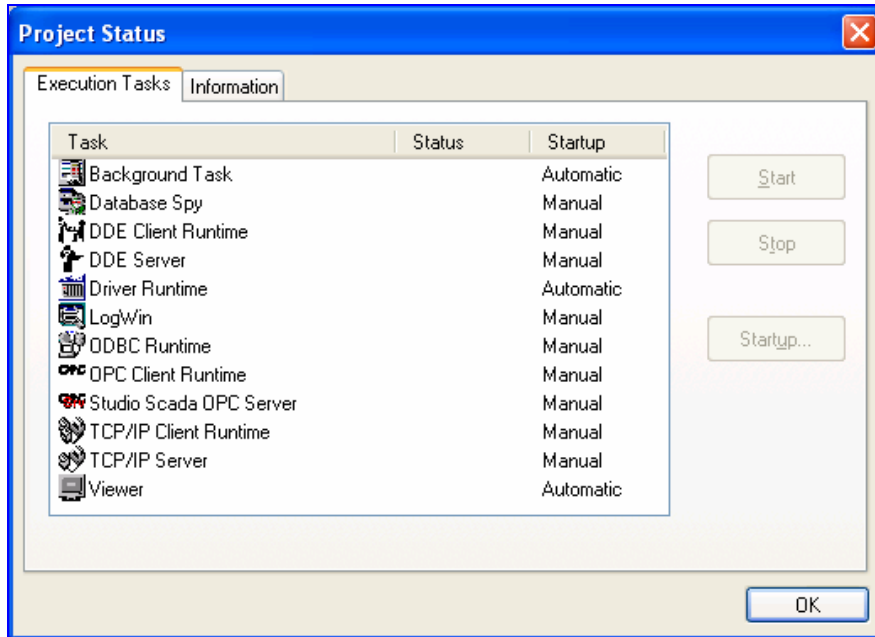 Project Status
Execution Tasks Information
Task Status Startup
Background Task Automatic
Database Spy Manual
DDE Client Runtime Manual
DDE Server Manual
Driver Runtime Automatic
LogWin Manual
ODBC Runtime Manual
OPC Client Runtime Manual
Studio Scada OPC Server Manual
TCP/IP Client Runtime Manual
TCP/IP Server Manual
Viewer Automatic
Start
Stop
Startup...
OK